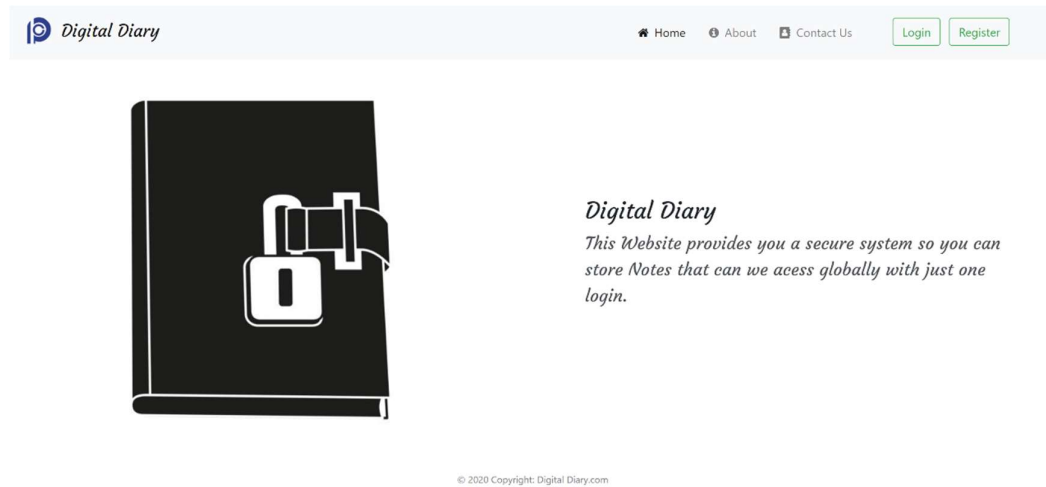 Digital Diary
Home
About
Contact Us
Login
Register
Digital Diary
This Website provides you a secure system so you can
store Notes that can we acess globally with just one
login.
© 2020 Copyright: Digital Diary.com